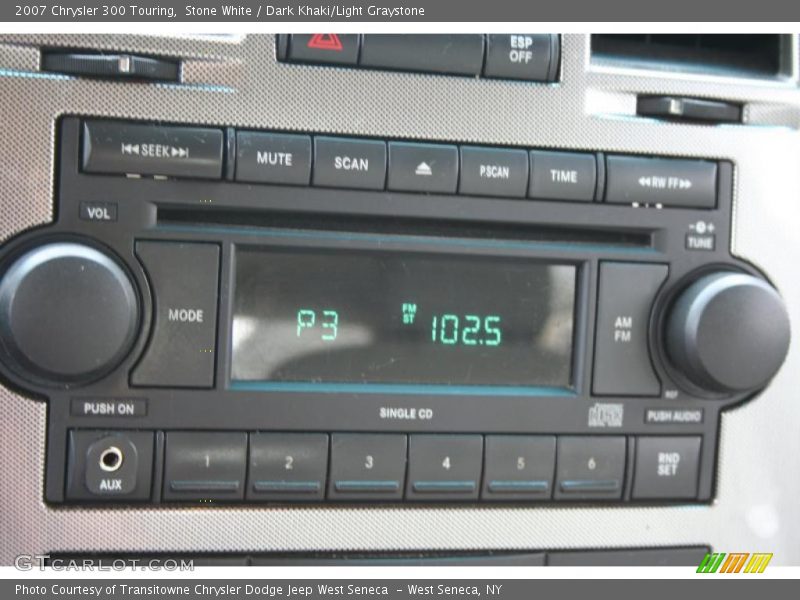 2007 Chrysler 300 Touring,  Stone White / Dark Khaki/Light Graystone
ESP OFF
SEEK
MUTE
SCAN
P.SCAN
TIME
RW FF
VOL
TUNE
MODE
P3
FM ST
102.5
AM FM
PUSH ON
SINGLE CD
REF
PUSH AUDIO
AUX
1
2
3
4
5
6
RND SET
GTCARLOT.COM
Photo Courtesy of Transitowne Chrysler Dodge Jeep West Seneca  - West Seneca, NY